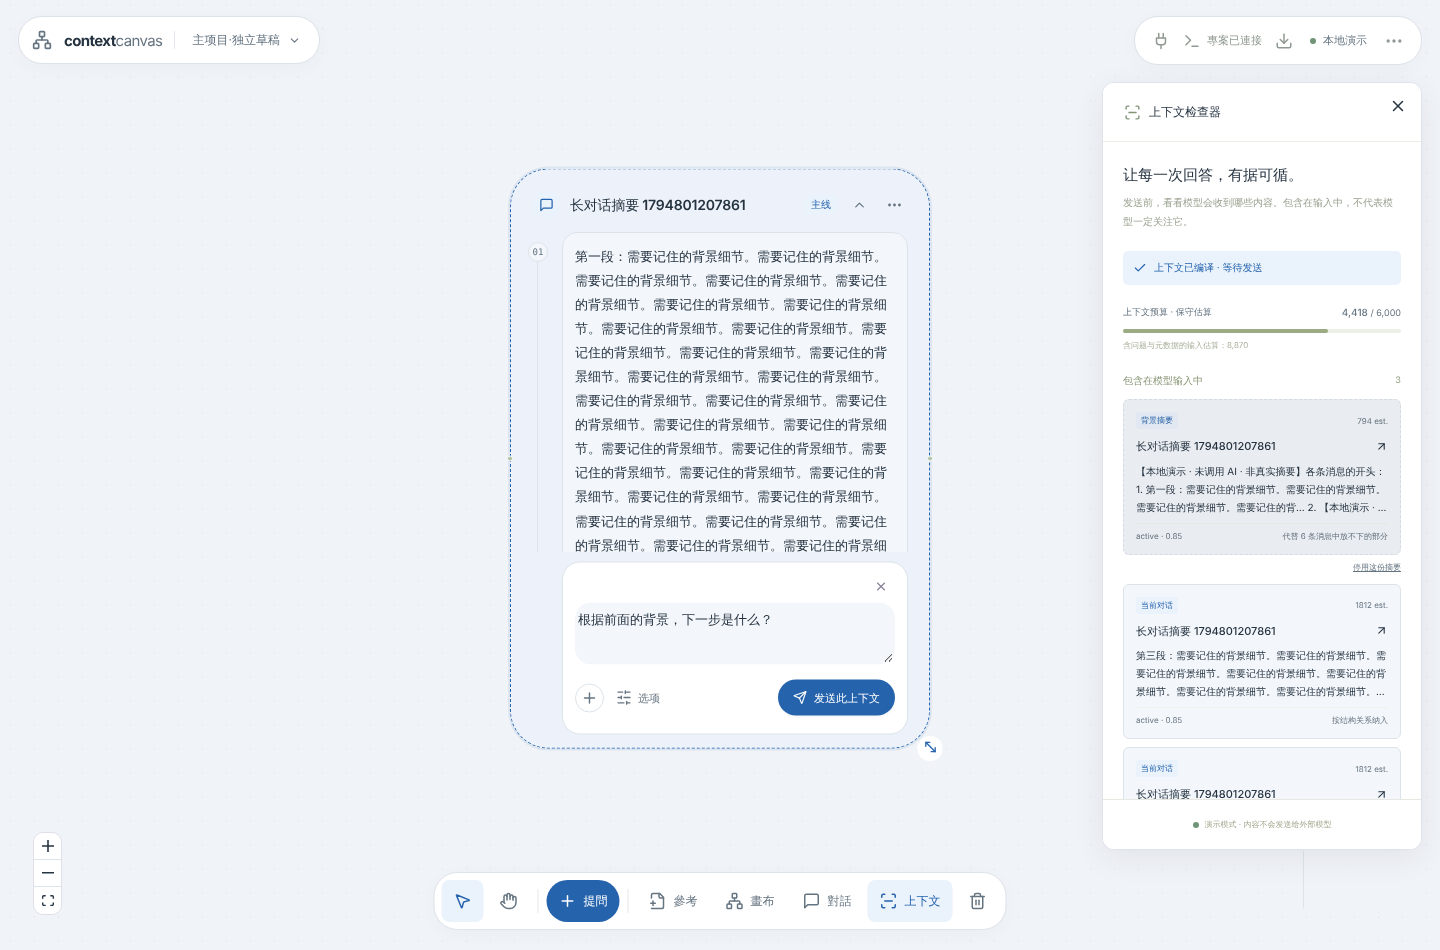 contextcanvas
主项目·独立草稿
專案已連接
本地演示
长对话摘要 1794801207861
主线
01
第一段：需要记住的背景细节。需要记住的背景细节。
需要记住的背景细节。需要记住的背景细节。需要记住
的背景细节。需要记住的背景细节。需要记住的背景细
节。需要记住的背景细节。需要记住的背景细节。需要
记住的背景细节。需要记住的背景细节。需要记住的背
景细节。需要记住的背景细节。需要记住的背景细节。
需要记住的背景细节。需要记住的背景细节。需要记住
的背景细节。需要记住的背景细节。需要记住的背景细
节。需要记住的背景细节。需要记住的背景细节。需要
记住的背景细节。需要记住的背景细节。需要记住的背
景细节。需要记住的背景细节。需要记住的背景细节。
需要记住的背景细节。需要记住的背景细节。需要记住
的背景细节。需要记住的背景细节。需要记住的背景细
根据前面的背景，下一步是什么？
选项
发送此上下文
上下文检查器
让每一次回答，有据可循。
发送前，看看模型会收到哪些内容。包含在输入中，不代表模
型一定关注它。
上下文已编译 · 等待发送
上下文预算 · 保守估算
4,418 / 6,000
含问题与元数据的输入估算：8,870
包含在模型输入中
3
背景摘要
794 est.
长对话摘要 1794801207861
【本地演示 · 未调用 AI · 非真实摘要】各条消息的开头：
1. 第一段：需要记住的背景细节。需要记住的背景细节。
需要记住的背景细节。需要记住的背... 2. 【本地演示 · ...
active · 0.85
代替 6 条消息中放不下的部分
停用这份摘要
当前对话
1812 est.
长对话摘要 1794801207861
第三段：需要记住的背景细节。需要记住的背景细节。需
要记住的背景细节。需要记住的背景细节。需要记住的背
景细节。需要记住的背景细节。需要记住的背景细节。...
active · 0.85
按结构关系纳入
当前对话
1812 est.
长对话摘要 1794801207861
演示模式 · 内容不会发送给外部模型
提問
參考
畫布
對話
上下文